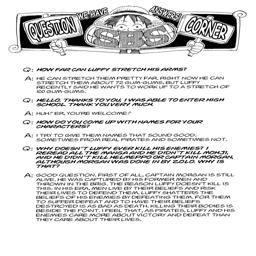 QUESTION WE HAVE ANSWERS CORNER
Q: HOW FAR CAN LUFFY STRETCH HIS ARMS?
A: HE CAN STRETCH THEM PRETTY FAR. RIGHT NOW HE CAN
STRETCH THEM ABOUT 72 GUM-GUMS, BUT LUFFY
RECENTLY SAID HE WANTS TO WORK UP TO A STRETCH OF
100 GUM-GUMS.
Q: HELLO. THANKS TO YOU, I WAS ABLE TO ENTER HIGH
SCHOOL. THANK YOU VERY MUCH.
A: HUH? ER, YOU'RE WELCOME?
Q: HOW DO YOU COME UP WITH NAMES FOR YOUR
CHARACTERS?
A: I TRY TO GIVE THEM NAMES THAT SOUND GOOD,
SOMETIMES FROM REAL PIRATES AND SOMETIMES NOT.
Q: WHY DOESN'T LUFFY EVER KILL HIS ENEMIES? I
REREAD ALL THE MANGA AND HE DIDN'T KILL MOHJI,
AND HE DIDN'T KILL HELMEPPO OR CAPTAIN MORGAN,
ALTHOUGH MORGAN WAS DONE IN BY ZOLO. WHY IS
THAT?
A: GOOD QUESTION. FIRST OF ALL, CAPTAIN MORGAN IS STILL
ALIVE. HE WAS CAPTURED BY HIS FORMER MEN AND
THROWN IN THE BRIG. THE REASON LUFFY DOESN'T KILL IS
THIS: IN HIS ERA, MEN LIVE BY THEIR BELIEFS AND RISK
THEIR LIVES TO DEFEND THEM. LUFFY SHATTERS THE
BELIEFS OF HIS ENEMIES BY DEFEATING THEM. FOR THEM
TO SUFFER DEFEAT AND TO HAVE THEIR BELIEFS
DESTROYED IS AS BAD AS DEATH. KILLING THEIR BODIES IS
BESIDE THE POINT. I FEEL THAT, AS PIRATES, LUFFY AND HIS
ENEMIES CARE MORE ABOUT VICTORY AND DEFEAT THAN
THEY CARE ABOUT THEIR LIVES.